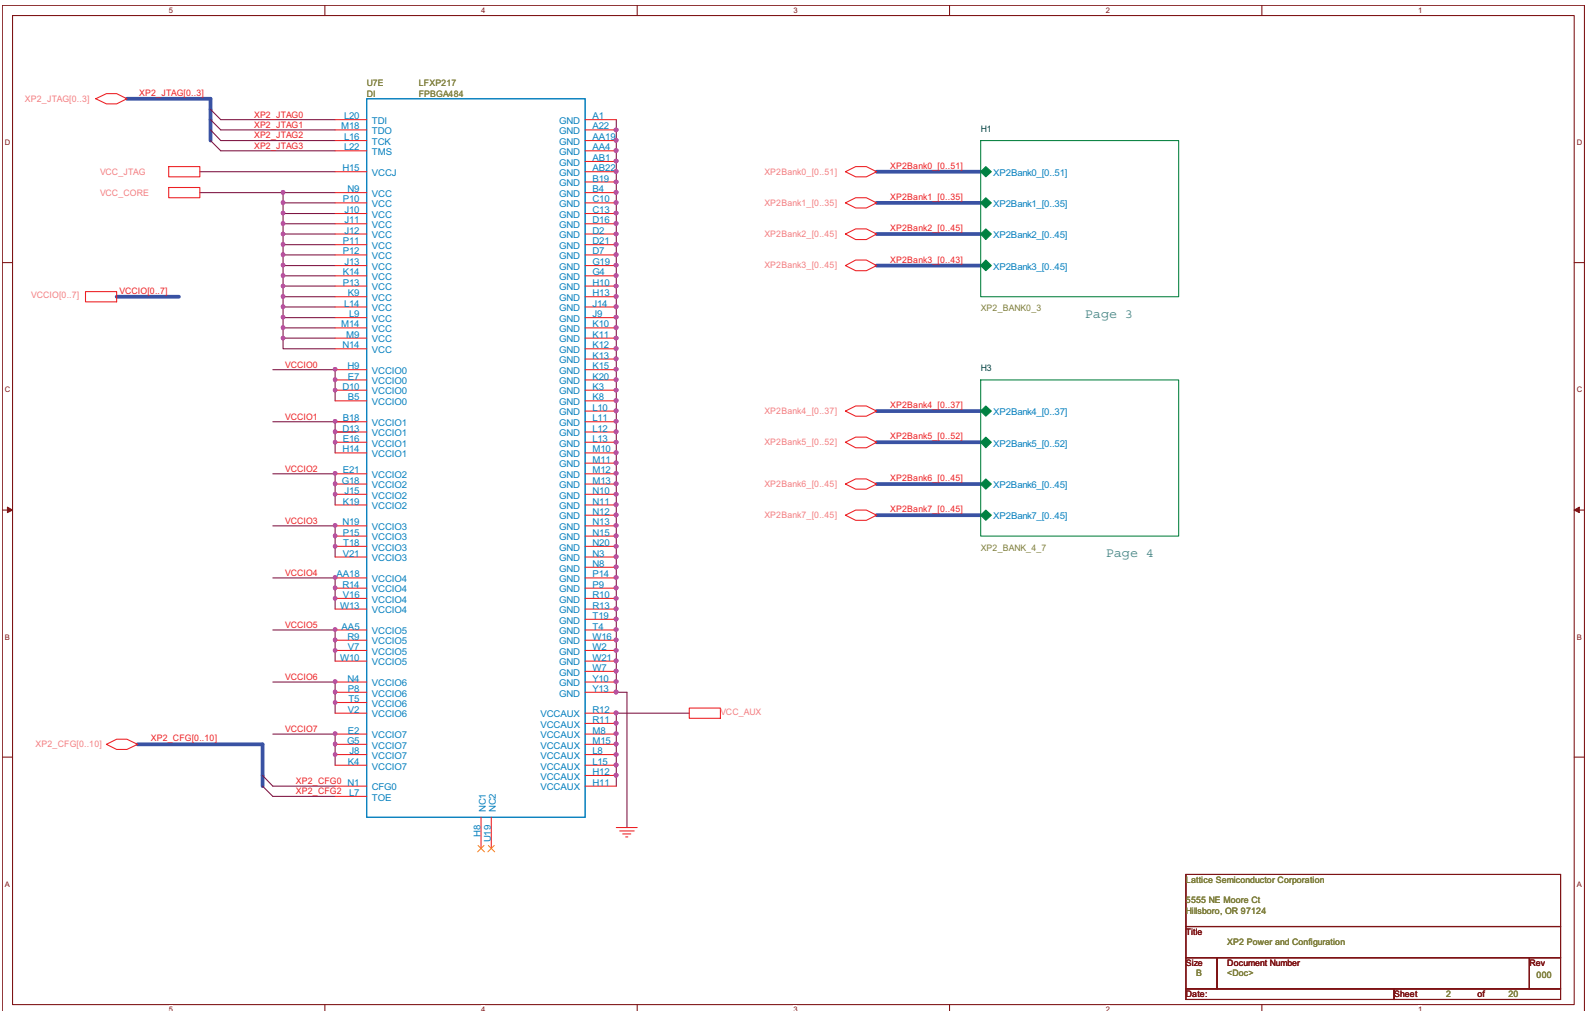 5 4 3 2 1
U7E LFXP217
DI FPBGA484
XP2_JTAG[0..3] XP2_JTAG[0..3]
XP2_JTAG0 L20 TDI
XP2_JTAG1 M18 TDO
XP2_JTAG2 L16 TCK
XP2_JTAG3 L22 TMS
VCC_JTAG H15 VCCJ
VCC_CORE N9 VCC
P10 VCC
J10 VCC
J11 VCC
J12 VCC
P11 VCC
P12 VCC
J13 VCC
K14 VCC
P13 VCC
K9 VCC
L14 VCC
L9 VCC
M14 VCC
M9 VCC
N14 VCC
VCCIO[0..7] VCCIO[0..7]
VCCIO0 H9 VCCIO0
E7 VCCIO0
D10 VCCIO0
B5 VCCIO0
VCCIO1 B18 VCCIO1
D13 VCCIO1
E16 VCCIO1
H14 VCCIO1
VCCIO2 E21 VCCIO2
G18 VCCIO2
J15 VCCIO2
K19 VCCIO2
VCCIO3 N19 VCCIO3
P15 VCCIO3
T18 VCCIO3
V21 VCCIO3
VCCIO4 AA18 VCCIO4
R14 VCCIO4
V16 VCCIO4
W13 VCCIO4
VCCIO5 AA5 VCCIO5
R9 VCCIO5
V7 VCCIO5
W10 VCCIO5
VCCIO6 N4 VCCIO6
P8 VCCIO6
T5 VCCIO6
V2 VCCIO6
VCCIO7 E2 VCCIO7
G5 VCCIO7
J8 VCCIO7
K4 VCCIO7
XP2_CFG[0..10] XP2_CFG[0..10]
XP2_CFG0 N1 CFG0
XP2_CFG2 L7 TOE
GND A1
GND A22
GND AA19
GND AA4
GND AB1
GND AB22
GND B19
GND B4
GND C10
GND C13
GND D16
GND D2
GND D21
GND D7
GND G19
GND G4
GND H10
GND H13
GND J14
GND J9
GND K10
GND K11
GND K12
GND K13
GND K15
GND K20
GND K3
GND K8
GND L10
GND L11
GND L12
GND L13
GND M10
GND M11
GND M12
GND M13
GND N10
GND N11
GND N12
GND N13
GND N15
GND N20
GND N3
GND N8
GND P14
GND P9
GND R10
GND R13
GND T19
GND T4
GND W16
GND W2
GND W21
GND W7
GND Y10
GND Y13
VCCAUX R12 VCC_AUX
VCCAUX R11
VCCAUX M8
VCCAUX M15
VCCAUX L8
VCCAUX L15
VCCAUX H12
VCCAUX H11
NC1 NC2
H8 U19
H1
XP2Bank0_[0..51] XP2Bank0_[0..51] XP2Bank0_[0..51]
XP2Bank1_[0..35] XP2Bank1_[0..35] XP2Bank1_[0..35]
XP2Bank2_[0..45] XP2Bank2_[0..45] XP2Bank2_[0..45]
XP2Bank3_[0..45] XP2Bank3_[0..43] XP2Bank3_[0..45]
XP2_BANK0_3
Page 3
H3
XP2Bank4_[0..37] XP2Bank4_[0..37] XP2Bank4_[0..37]
XP2Bank5_[0..52] XP2Bank5_[0..52] XP2Bank5_[0..52]
XP2Bank6_[0..45] XP2Bank6_[0..45] XP2Bank6_[0..45]
XP2Bank7_[0..45] XP2Bank7_[0..45] XP2Bank7_[0..45]
XP2_BANK_4_7
Page 4
D D
C C
B B
A A
Lattice Semiconductor Corporation
5555 NE Moore Ct
Hillsboro, OR 97124
Title
XP2 Power and Configuration
Size Document Number Rev
B <Doc> 000
Date: Sheet 2 of 20
5 4 3 2 1